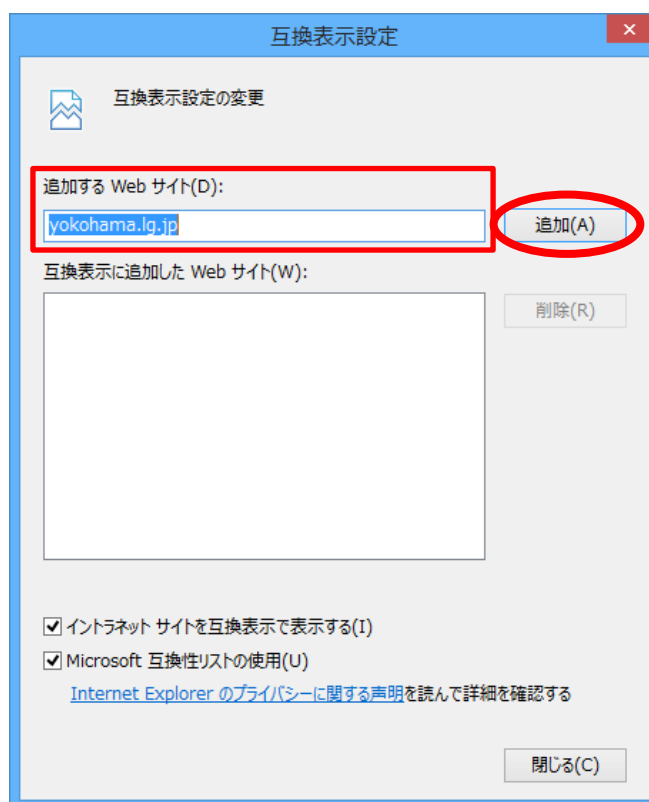 互換表示設定
互換表示設定の変更
追加する Web サイト(D):
yokohama.lg.jp
追加(A)
互換表示に追加した Web サイト(W):
削除(R)
イントラネット サイトを互換表示で表示する(I)
Microsoft 互換性リストの使用(U)
Internet Explorer のプライバシーに関する声明を読んで詳細を確認する
閉じる(C)